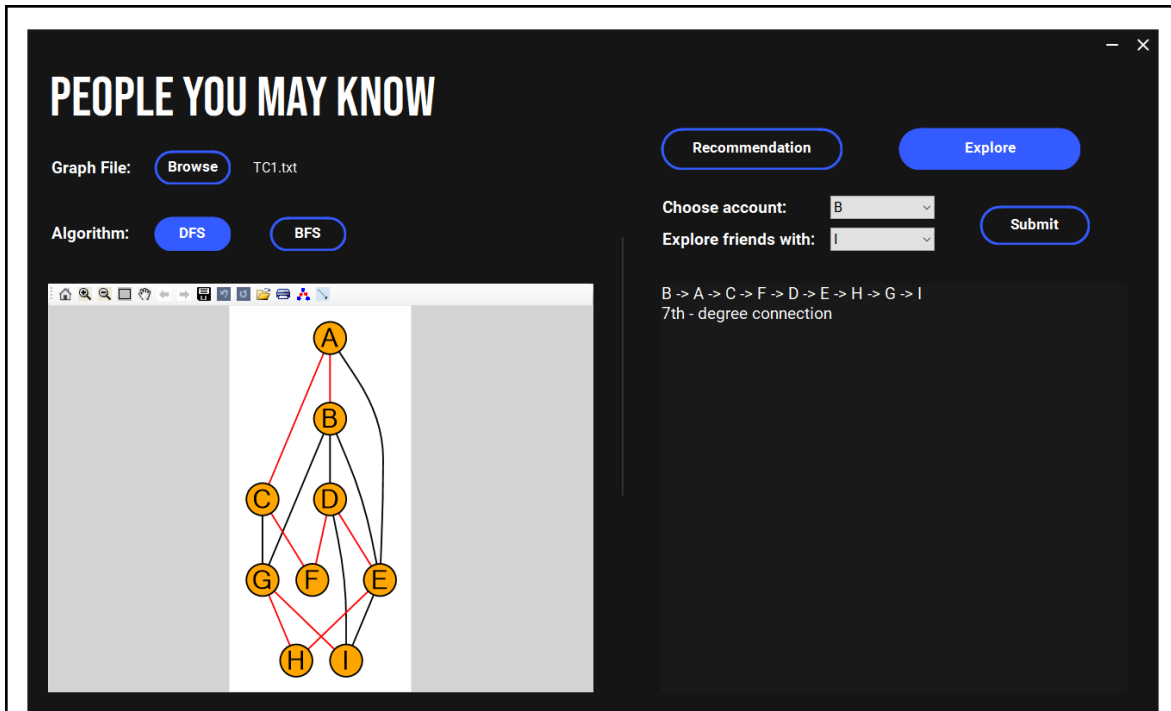 PEOPLE YOU MAY KNOW
Graph File: Browse TC1.txt
Algorithm: DFS BFS
Recommendation Explore
Choose account: B
Explore friends with: I
Submit
B -> A -> C -> F -> D -> E -> H -> G -> I
7th - degree connection
A
B
C D
G F E
H I